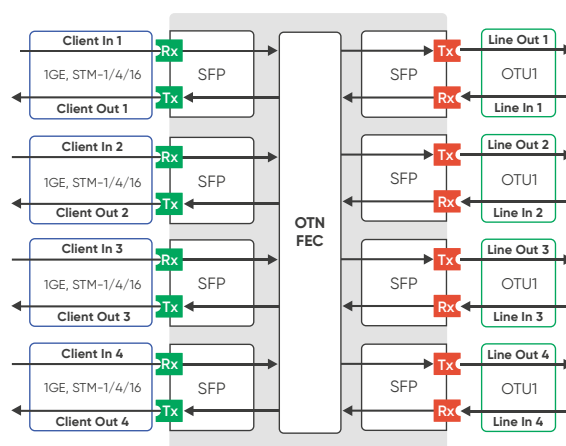 Client In 1
Rx
SFP
1GE, STM-1/4/16
Tx
Client Out 1
SFP
Tx
Line Out 1
OTU1
Rx
Line In 1
Client In 2
Rx
SFP
1GE, STM-1/4/16
Tx
Client Out 2
SFP
Tx
Line Out 2
OTU1
Rx
Line In 2
OTN
FEC
Client In 3
Rx
SFP
1GE, STM-1/4/16
Tx
Client Out 3
SFP
Tx
Line Out 3
OTU1
Rx
Line In 3
Client In 4
Rx
SFP
1GE, STM-1/4/16
Tx
Client Out 4
SFP
Tx
Line Out 4
OTU1
Rx
Line In 4